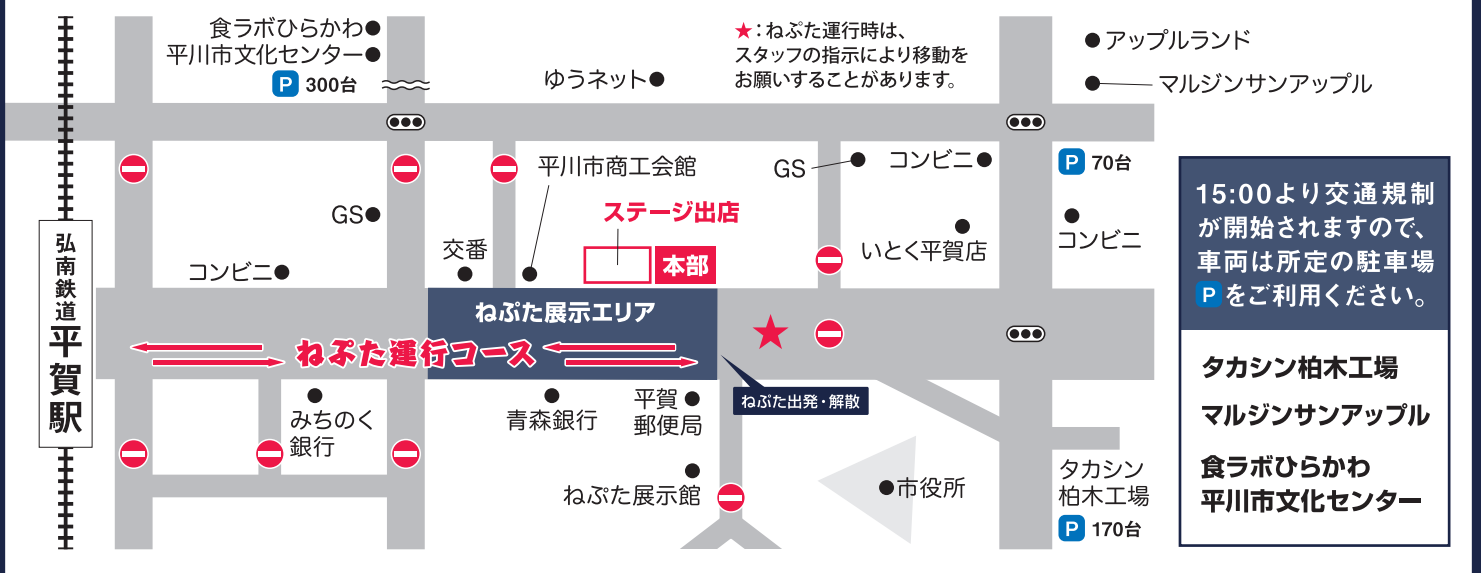 食ラボひらかわ
平川市文化センター
P 300台
ゆうネット
★：ねぷた運行時は、
スタッフの指示により移動を
お願いすることがあります。
アップルランド
マルジンサンアップル
平川市商工会館
GS
コンビニ
P 70台
GS
ステージ出店
本部
交番
コンビニ
いとく平賀店
コンビニ
弘南鉄道
平賀駅
ねぷた展示エリア
ねぷた運行コース
ねぷた出発・解散
みちのく
銀行
青森銀行
平賀
郵便局
ねぷた展示館
市役所
タカシン
柏木工場
P 170台
15:00より交通規制
が開始されますので、
車両は所定の駐車場
Pをご利用ください。
タカシン柏木工場
マルジンサンアップル
食ラボひらかわ
平川市文化センター